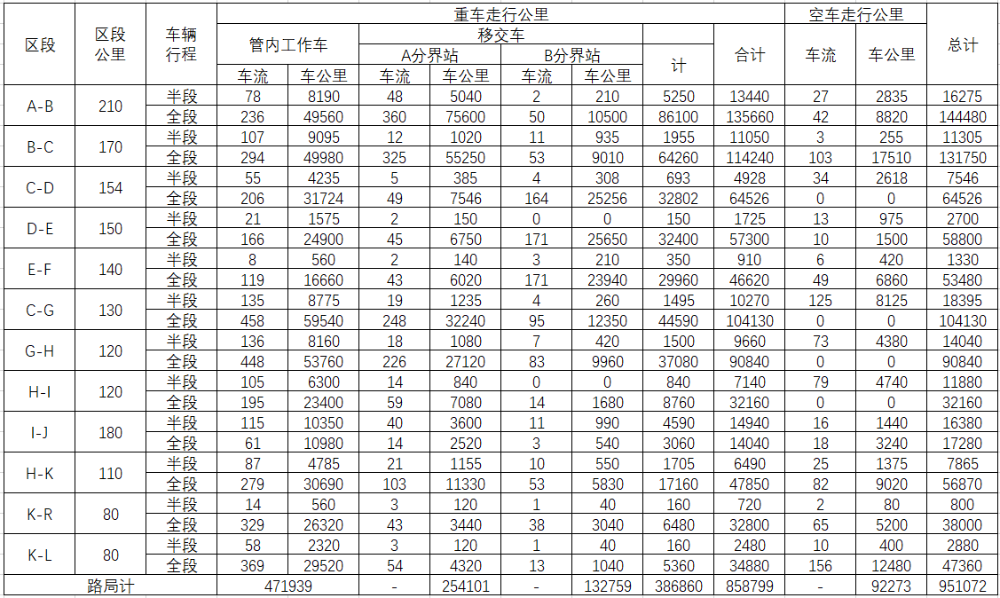 重车走行公里 空车走行公里
区段 区段 车辆 管内工作车 移交车 合计 车流 车公里 总计
公里 行程 A分界站 B分界站 计
车流 车公里 车流 车公里 车流 车公里
A-B 210 半段 78 8190 48 5040 2 210 5250 13440 27 2835 16275
全段 236 49560 360 75600 50 10500 86100 135660 42 8820 144480
B-C 170 半段 107 9095 12 1020 11 935 1955 11050 3 255 11305
全段 294 49980 325 55250 53 9010 64260 114240 103 17510 131750
C-D 154 半段 55 4235 5 385 4 308 693 4928 34 2618 7546
全段 206 31724 49 7546 164 25256 32802 64526 0 0 64526
D-E 150 半段 21 1575 2 150 0 0 150 1725 13 975 2700
全段 166 24900 45 6750 171 25650 32400 57300 10 1500 58800
E-F 140 半段 8 560 2 140 3 210 350 910 6 420 1330
全段 119 16660 43 6020 171 23940 29960 46620 49 6860 53480
C-G 130 半段 135 8775 19 1235 4 260 1495 10270 125 8125 18395
全段 458 59540 248 32240 95 12350 44590 104130 0 0 104130
G-H 120 半段 136 8160 18 1080 7 420 1500 9660 73 4380 14040
全段 448 53760 226 27120 83 9960 37080 90840 0 0 90840
H-I 120 半段 105 6300 14 840 0 0 840 7140 79 4740 11880
全段 195 23400 59 7080 14 1680 8760 32160 0 0 32160
I-J 180 半段 115 10350 40 3600 11 990 4590 14940 16 1440 16380
全段 61 10980 14 2520 3 540 3060 14040 18 3240 17280
H-K 110 半段 87 4785 21 1155 10 550 1705 6490 25 1375 7865
全段 279 30690 103 11330 53 5830 17160 47850 82 9020 56870
K-R 80 半段 14 560 3 120 1 40 160 720 2 80 800
全段 329 26320 43 3440 38 3040 6480 32800 65 5200 38000
K-L 80 半段 58 2320 3 120 1 40 160 2480 10 400 2880
全段 369 29520 54 4320 13 1040 5360 34880 156 12480 47360
路局计 471939 - 254101 - 132759 386860 858799 - 92273 951072